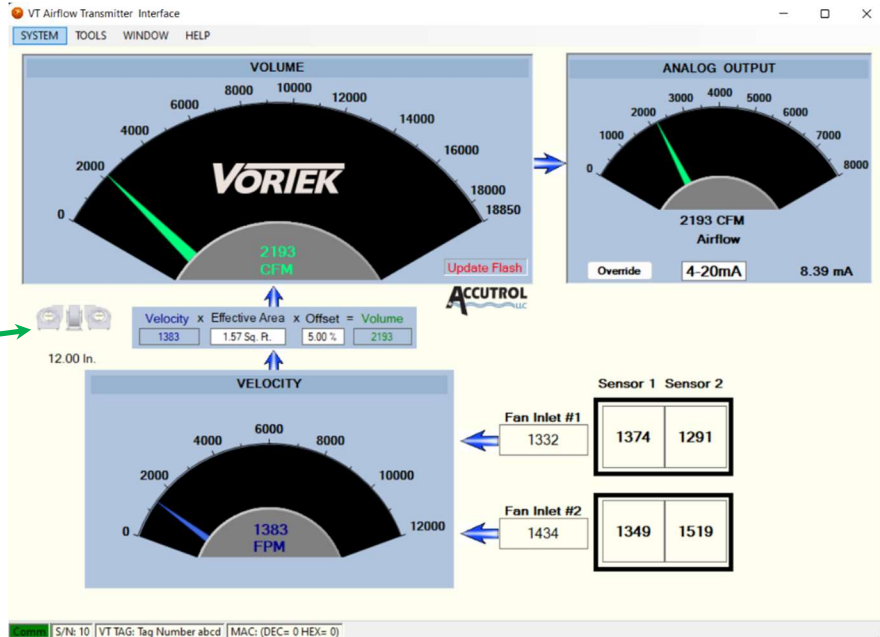 VT Airflow Transmitter Interface
SYSTEM TOOLS WINDOW HELP
VOLUME
0 2000 4000 6000 8000 10000 12000 14000 16000 18000 18850
VORTEK
2193
CFM
Update Flash
ANALOG OUTPUT
0 1000 2000 3000 4000 5000 6000 7000 8000
2193 CFM
Airflow
Override 4-20mA 8.39 mA
ACCUTROL
LLC
Velocity x Effective Area x Offset = Volume
1383 1.57 Sq. Ft. 5.00 % 2193
12.00 In.
VELOCITY
0 2000 4000 6000 8000 10000 12000
1383
FPM
Sensor 1 Sensor 2
Fan Inlet #1
1332 1374 1291
Fan Inlet #2
1434 1349 1519
Comm S/N: 10 VT TAG: Tag Number abcd MAC: (DEC= 0 HEX= 0)